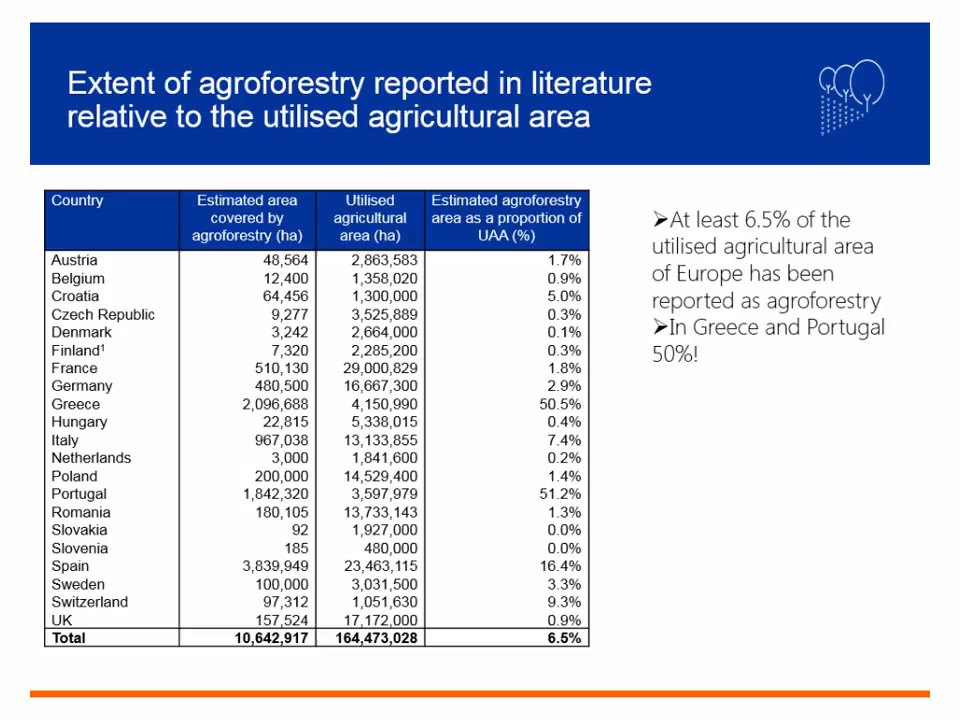 Extent of agroforestry reported in literature
relative to the utilised agricultural area
Country Estimated area covered by agroforestry (ha) Utilised agricultural area (ha) Estimated agroforestry area as a proportion of UAA (%)
Austria 48,564 2,863,583 1.7%
Belgium 12,400 1,358,020 0.9%
Croatia 64,456 1,300,000 5.0%
Czech Republic 9,277 3,525,889 0.3%
Denmark 3,242 2,664,000 0.1%
Finland¹ 7,320 2,285,200 0.3%
France 510,130 29,000,829 1.8%
Germany 480,500 16,667,300 2.9%
Greece 2,096,688 4,150,990 50.5%
Hungary 22,815 5,338,015 0.4%
Italy 967,038 13,133,855 7.4%
Netherlands 3,000 1,841,600 0.2%
Poland 200,000 14,529,400 1.4%
Portugal 1,842,320 3,597,979 51.2%
Romania 180,105 13,733,143 1.3%
Slovakia 92 1,927,000 0.0%
Slovenia 185 480,000 0.0%
Spain 3,839,949 23,463,115 16.4%
Sweden 100,000 3,031,500 3.3%
Switzerland 97,312 1,051,630 9.3%
UK 157,524 17,172,000 0.9%
Total 10,642,917 164,473,028 6.5%
➢At least 6.5% of the
utilised agricultural area
of Europe has been
reported as agroforestry
➢In Greece and Portugal
50%!